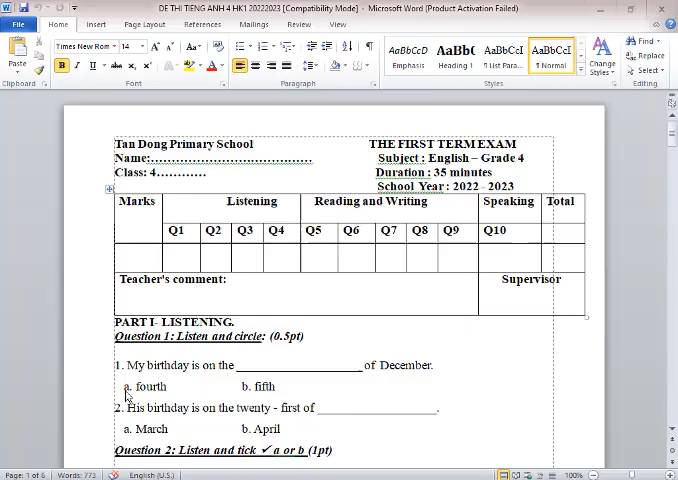 DE THI TIENG ANH 4 HK1 20222023 [Compatibility Mode] - Microsoft Word (Product Activation Failed)
File Home Insert Page Layout References Mailings Review View
Times New Rom 14
Paste
Clipboard Font Paragraph Styles Editing
AaBbCcD AaBbC( AaBbCcI AaBbCcI
Emphasis Heading 1 ¶ List Para... ¶ Normal
Change Styles
Find
Replace
Select
Tan Dong Primary School THE FIRST TERM EXAM
Name:………………………………… Subject : English – Grade 4
Class: 4………… Duration : 35 minutes
School Year : 2022 - 2023
Marks Listening Reading and Writing Speaking Total
Q1 Q2 Q3 Q4 Q5 Q6 Q7 Q8 Q9 Q10
Teacher's comment: Supervisor
PART I- LISTENING.
Question 1: Listen and circle: (0.5pt)
1. My birthday is on the _____________________ of December.
a. fourth b. fifth
2. His birthday is on the twenty - first of ____________________.
a. March b. April
Question 2: Listen and tick ✓ a or b (1pt)
Page: 1 of 6 Words: 773 English (U.S.) 100%